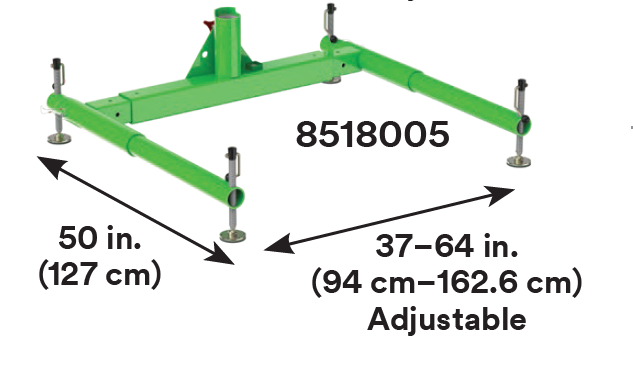 8518005
50 in.
(127 cm)
37–64 in.
(94 cm–162.6 cm)
Adjustable